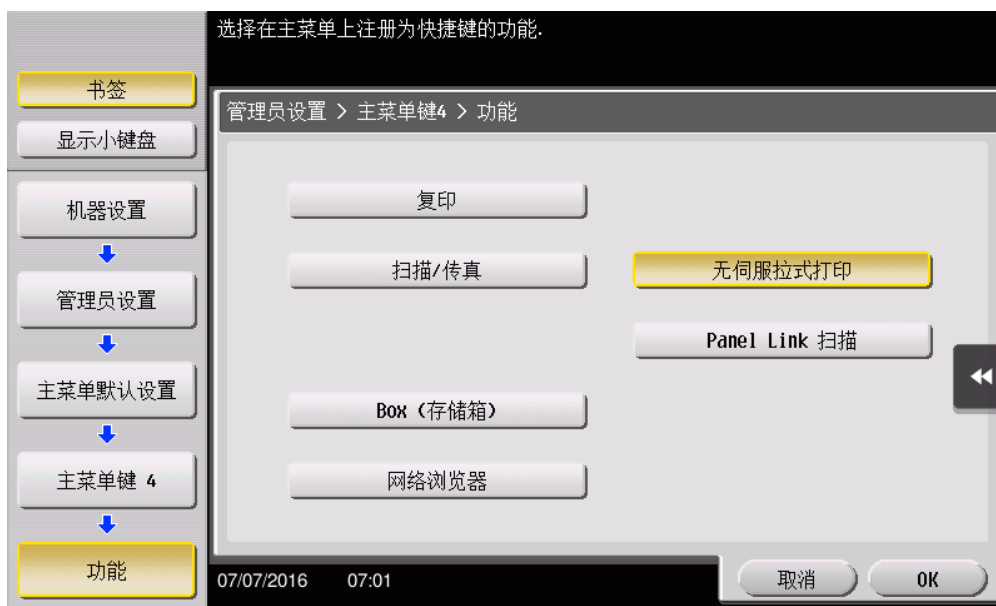 选择在主菜单上注册为快捷键的功能.
书签
显示小键盘
机器设置
管理员设置
主菜单默认设置
主菜单键 4
功能
管理员设置 > 主菜单键4 > 功能
复印
扫描/传真
无伺服拉式打印
Panel Link 扫描
Box (存储箱)
网络浏览器
07/07/2016 07:01
取消
OK